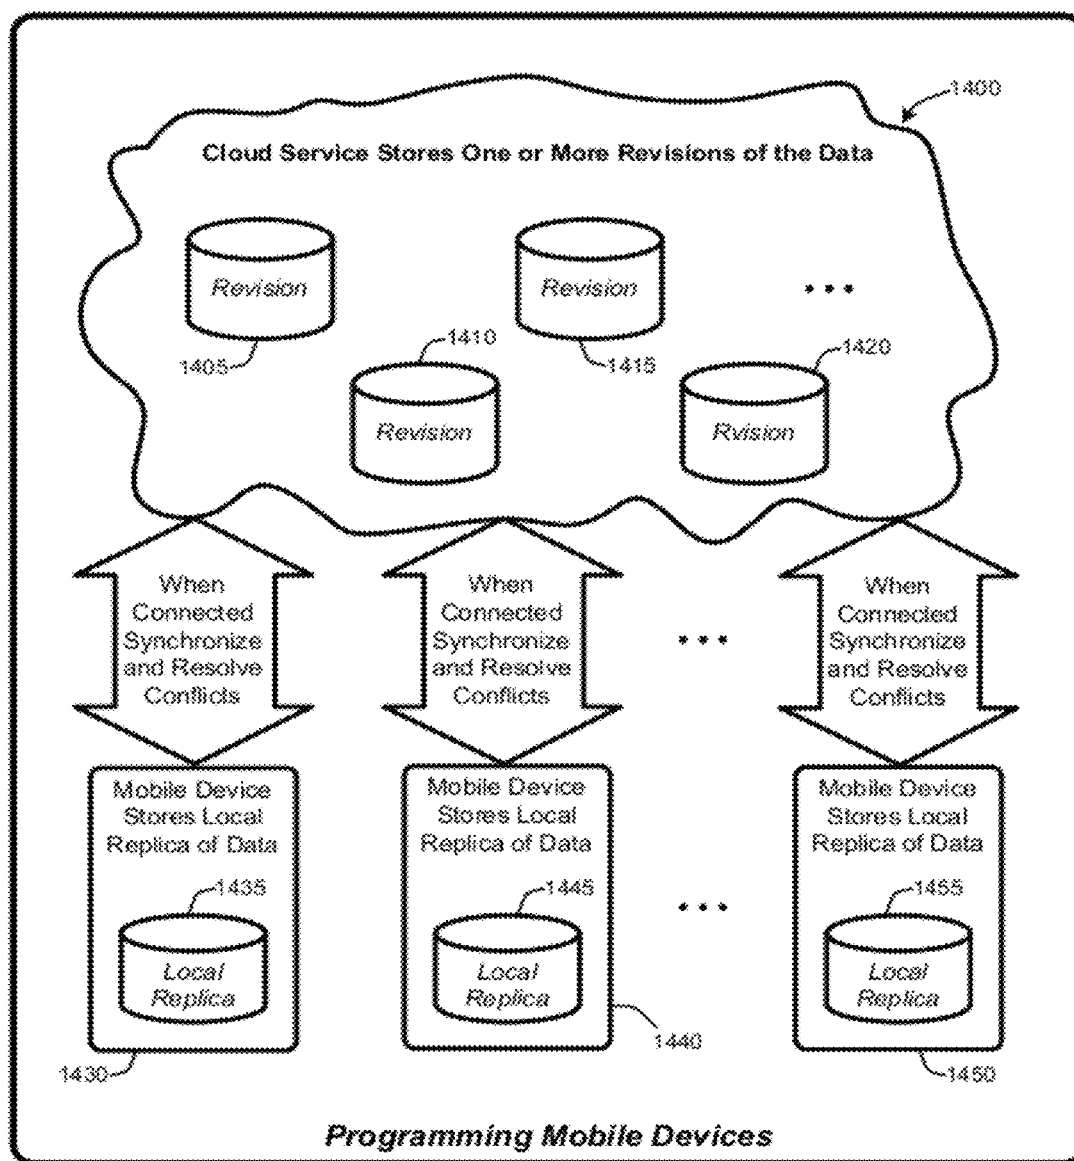 1400
Cloud Service Stores One or More Revisions of the Data
Revision
Revision
• • •
1405
1410
1415
1420
Revision
Rvision
When
Connected
Synchronize
and Resolve
Conflicts
When
Connected
Synchronize
and Resolve
Conflicts
• • •
When
Connected
Synchronize
and Resolve
Conflicts
Mobile Device
Stores Local
Replica of Data
1435
Local
Replica
1430
Mobile Device
Stores Local
Replica of Data
1445
Local
Replica
1440
• • •
Mobile Device
Stores Local
Replica of Data
1455
Local
Replica
1450
Programming Mobile Devices